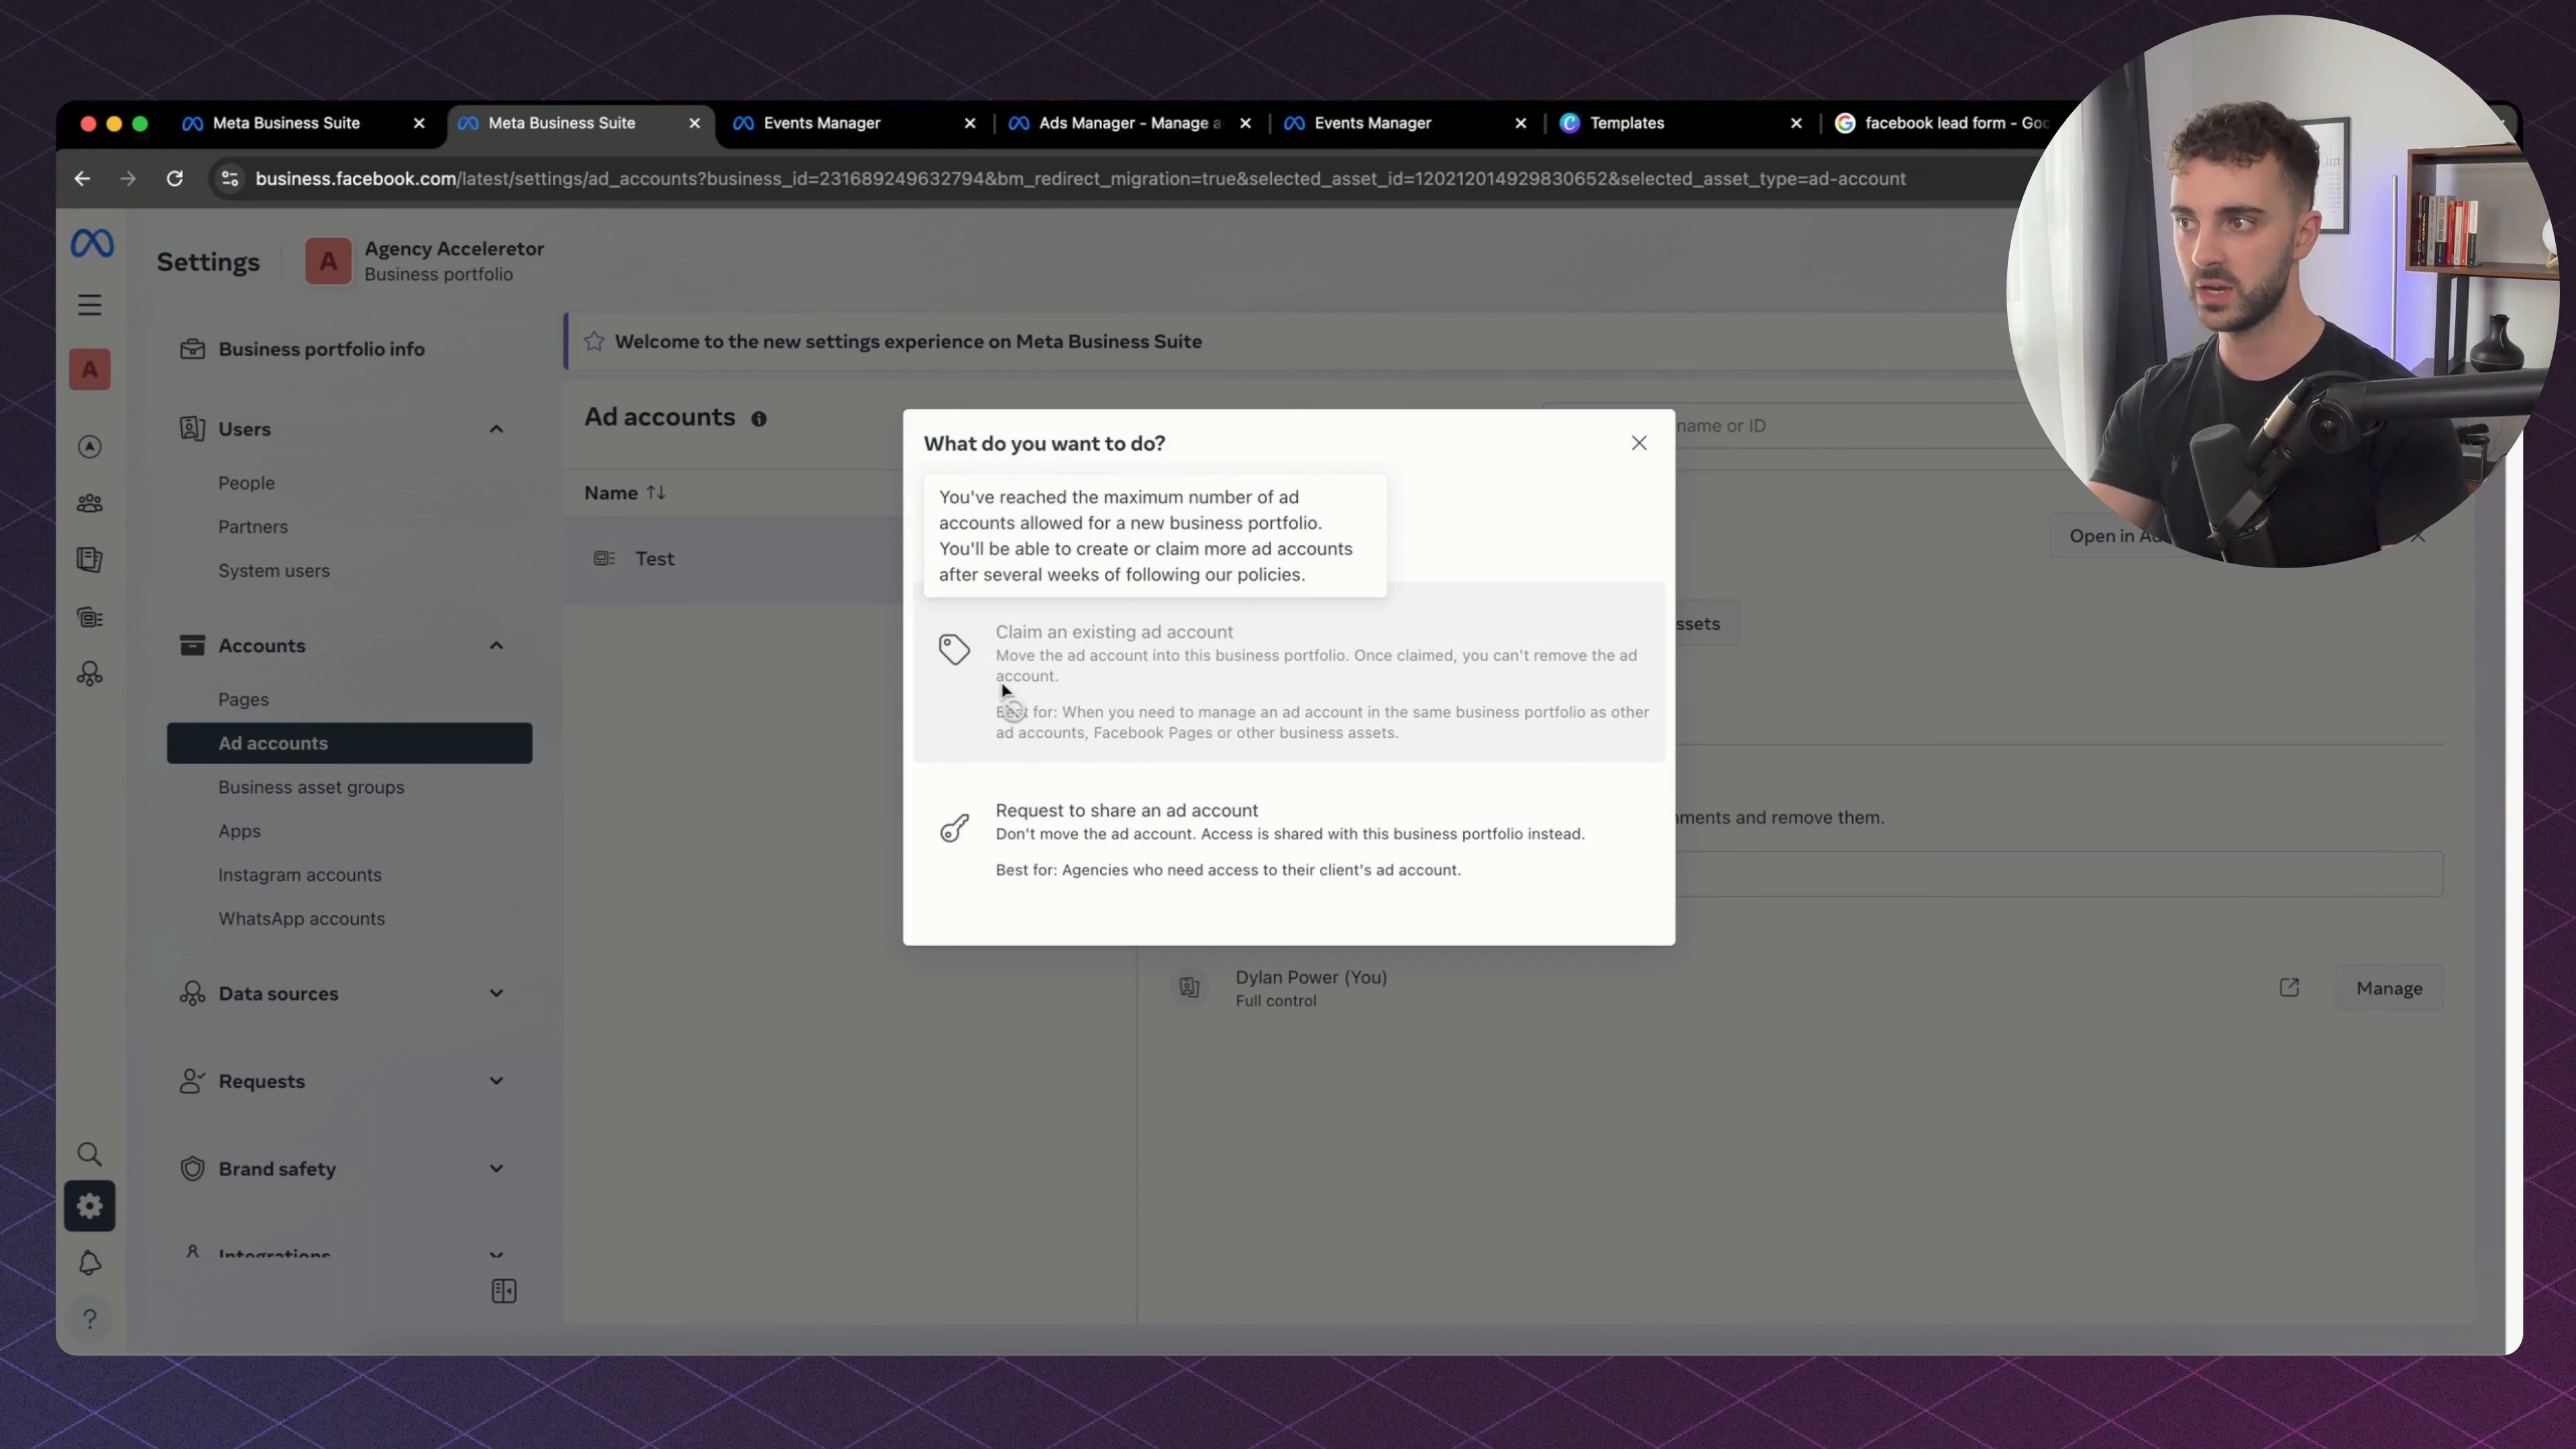 Meta Business Suite
Meta Business Suite
Events Manager
Ads Manager - Manage a
Events Manager
Templates
facebook lead form - Goo
business.facebook.com/latest/settings/ad_accounts?business_id=231689249632794&bm_redirect_migration=true&selected_asset_id=120212014929830652&selected_asset_type=ad-account
Settings
A
Agency Acceleretor
Business portfolio
A
Business portfolio info
Users
People
Partners
System users
Accounts
Pages
Ad accounts
Business asset groups
Apps
Instagram accounts
WhatsApp accounts
Data sources
Requests
Brand safety
Integrations
Welcome to the new settings experience on Meta Business Suite
Ad accounts
name or ID
Name
Test
Open in Ad
ssets
What do you want to do?
You've reached the maximum number of ad
accounts allowed for a new business portfolio.
You'll be able to create or claim more ad accounts
after several weeks of following our policies.
Claim an existing ad account
Move the ad account into this business portfolio. Once claimed, you can't remove the ad
account.
Best for: When you need to manage an ad account in the same business portfolio as other
ad accounts, Facebook Pages or other business assets.
Request to share an ad account
Don't move the ad account. Access is shared with this business portfolio instead.
Best for: Agencies who need access to their client's ad account.
nments and remove them.
Dylan Power (You)
Full control
Manage